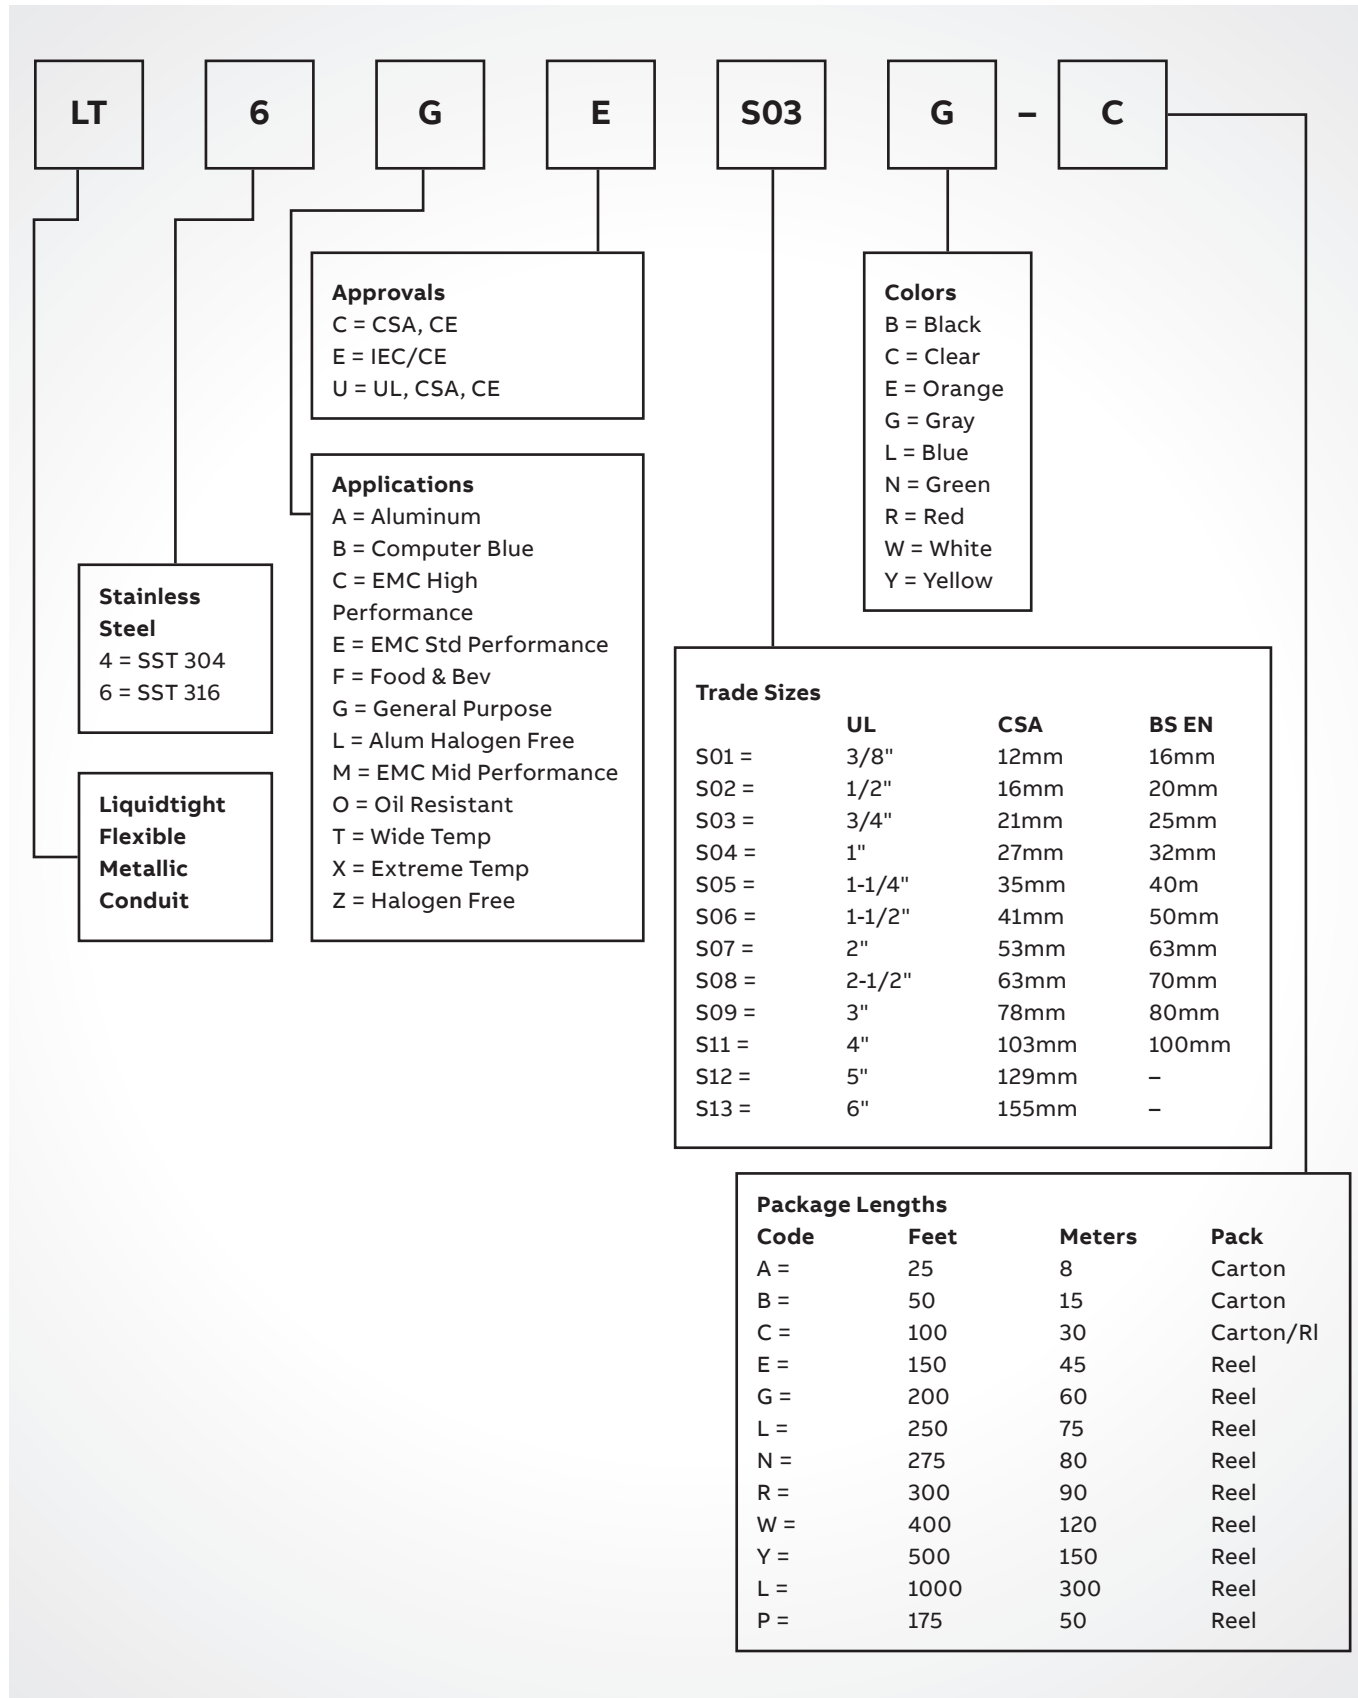 LT 6 G E S03 G – C
Approvals
C = CSA, CE
E = IEC/CE
U = UL, CSA, CE
Colors
B = Black
C = Clear
E = Orange
G = Gray
L = Blue
N = Green
R = Red
W = White
Y = Yellow
Applications
A = Aluminum
B = Computer Blue
C = EMC High
Performance
E = EMC Std Performance
F = Food & Bev
G = General Purpose
L = Alum Halogen Free
M = EMC Mid Performance
O = Oil Resistant
T = Wide Temp
X = Extreme Temp
Z = Halogen Free
Stainless
Steel
4 = SST 304
6 = SST 316
Liquidtight
Flexible
Metallic
Conduit
Trade Sizes
UL CSA BS EN
S01 = 3/8" 12mm 16mm
S02 = 1/2" 16mm 20mm
S03 = 3/4" 21mm 25mm
S04 = 1" 27mm 32mm
S05 = 1-1/4" 35mm 40m
S06 = 1-1/2" 41mm 50mm
S07 = 2" 53mm 63mm
S08 = 2-1/2" 63mm 70mm
S09 = 3" 78mm 80mm
S11 = 4" 103mm 100mm
S12 = 5" 129mm –
S13 = 6" 155mm –
Package Lengths
Code Feet Meters Pack
A = 25 8 Carton
B = 50 15 Carton
C = 100 30 Carton/Rl
E = 150 45 Reel
G = 200 60 Reel
L = 250 75 Reel
N = 275 80 Reel
R = 300 90 Reel
W = 400 120 Reel
Y = 500 150 Reel
L = 1000 300 Reel
P = 175 50 Reel